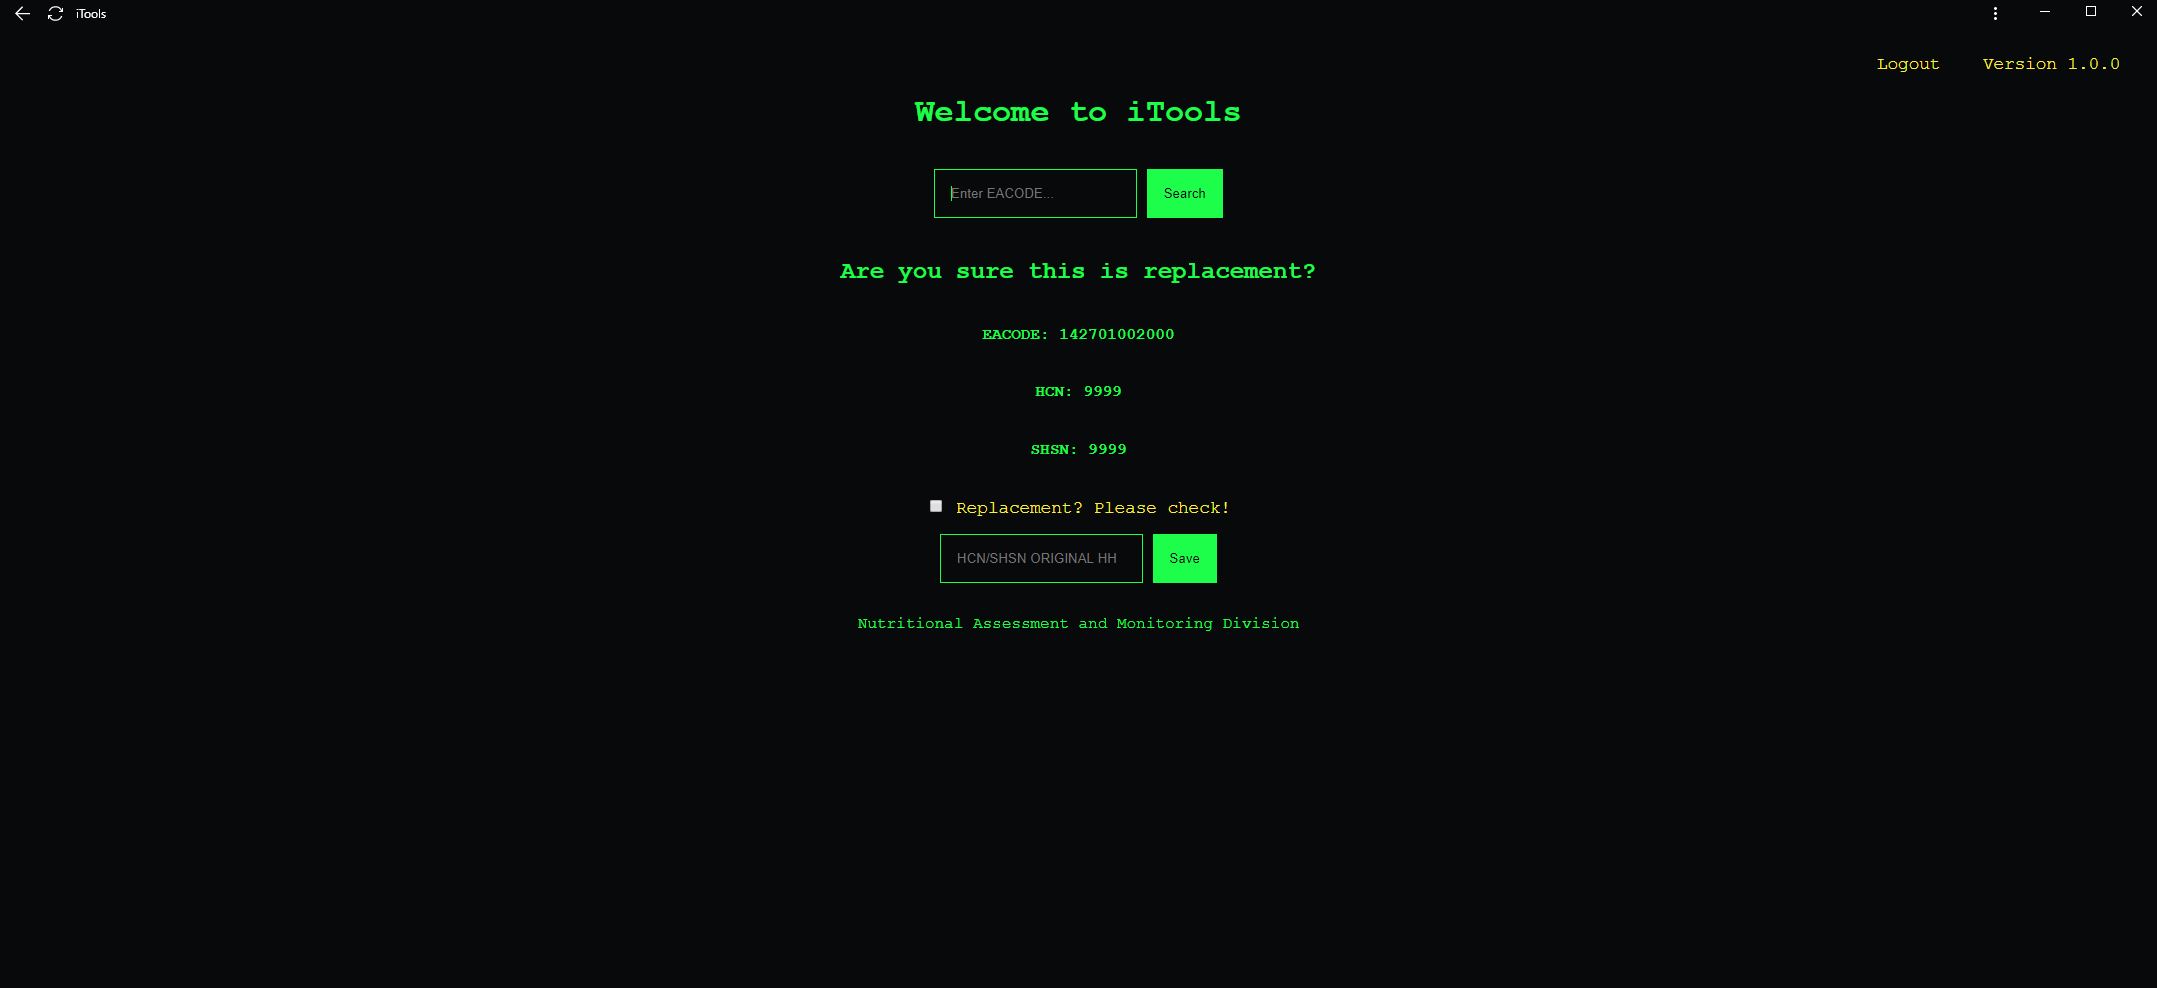 iTools
Logout Version 1.0.0
Welcome to iTools
Enter EACODE... Search
Are you sure this is replacement?
EACODE: 142701002000
HCN: 9999
SHSN: 9999
Replacement? Please check!
HCN/SHSN ORIGINAL HH Save
Nutritional Assessment and Monitoring Division